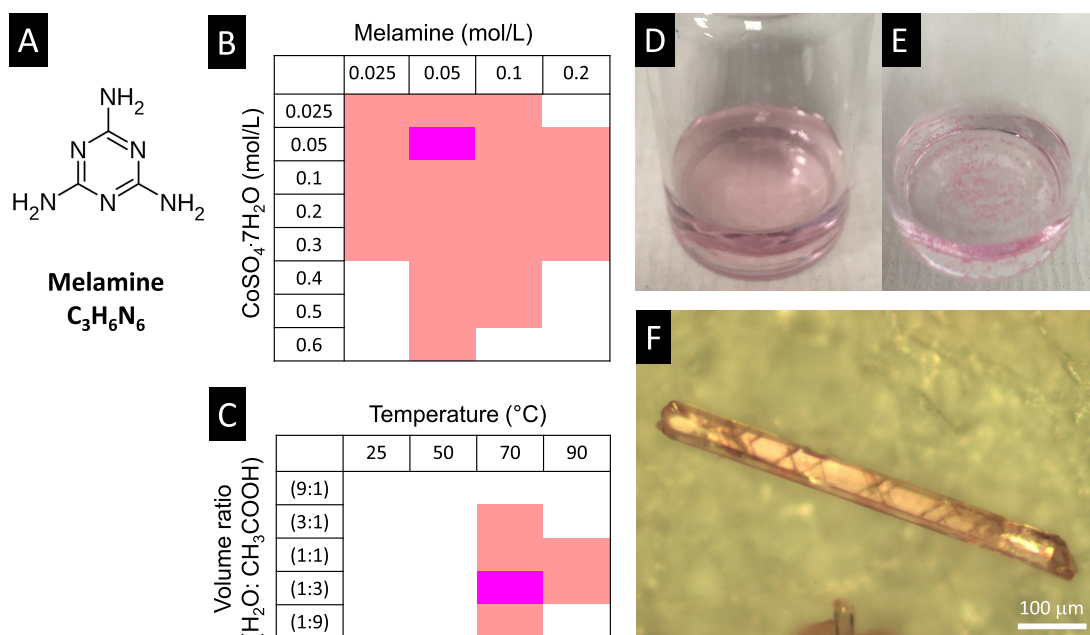 A
NH₂
N
N
H₂N
N
NH₂
Melamine
C₃H₆N₆
B
Melamine (mol/L)
0.025 0.05 0.1 0.2
CoSO₄·7H₂O (mol/L)
0.025
0.05
0.1
0.2
0.3
0.4
0.5
0.6
C
Temperature (°C)
25 50 70 90
Volume ratio
H₂O: CH₃COOH)
(9:1)
(3:1)
(1:1)
(1:3)
(1:9)
D
E
F
100 μm